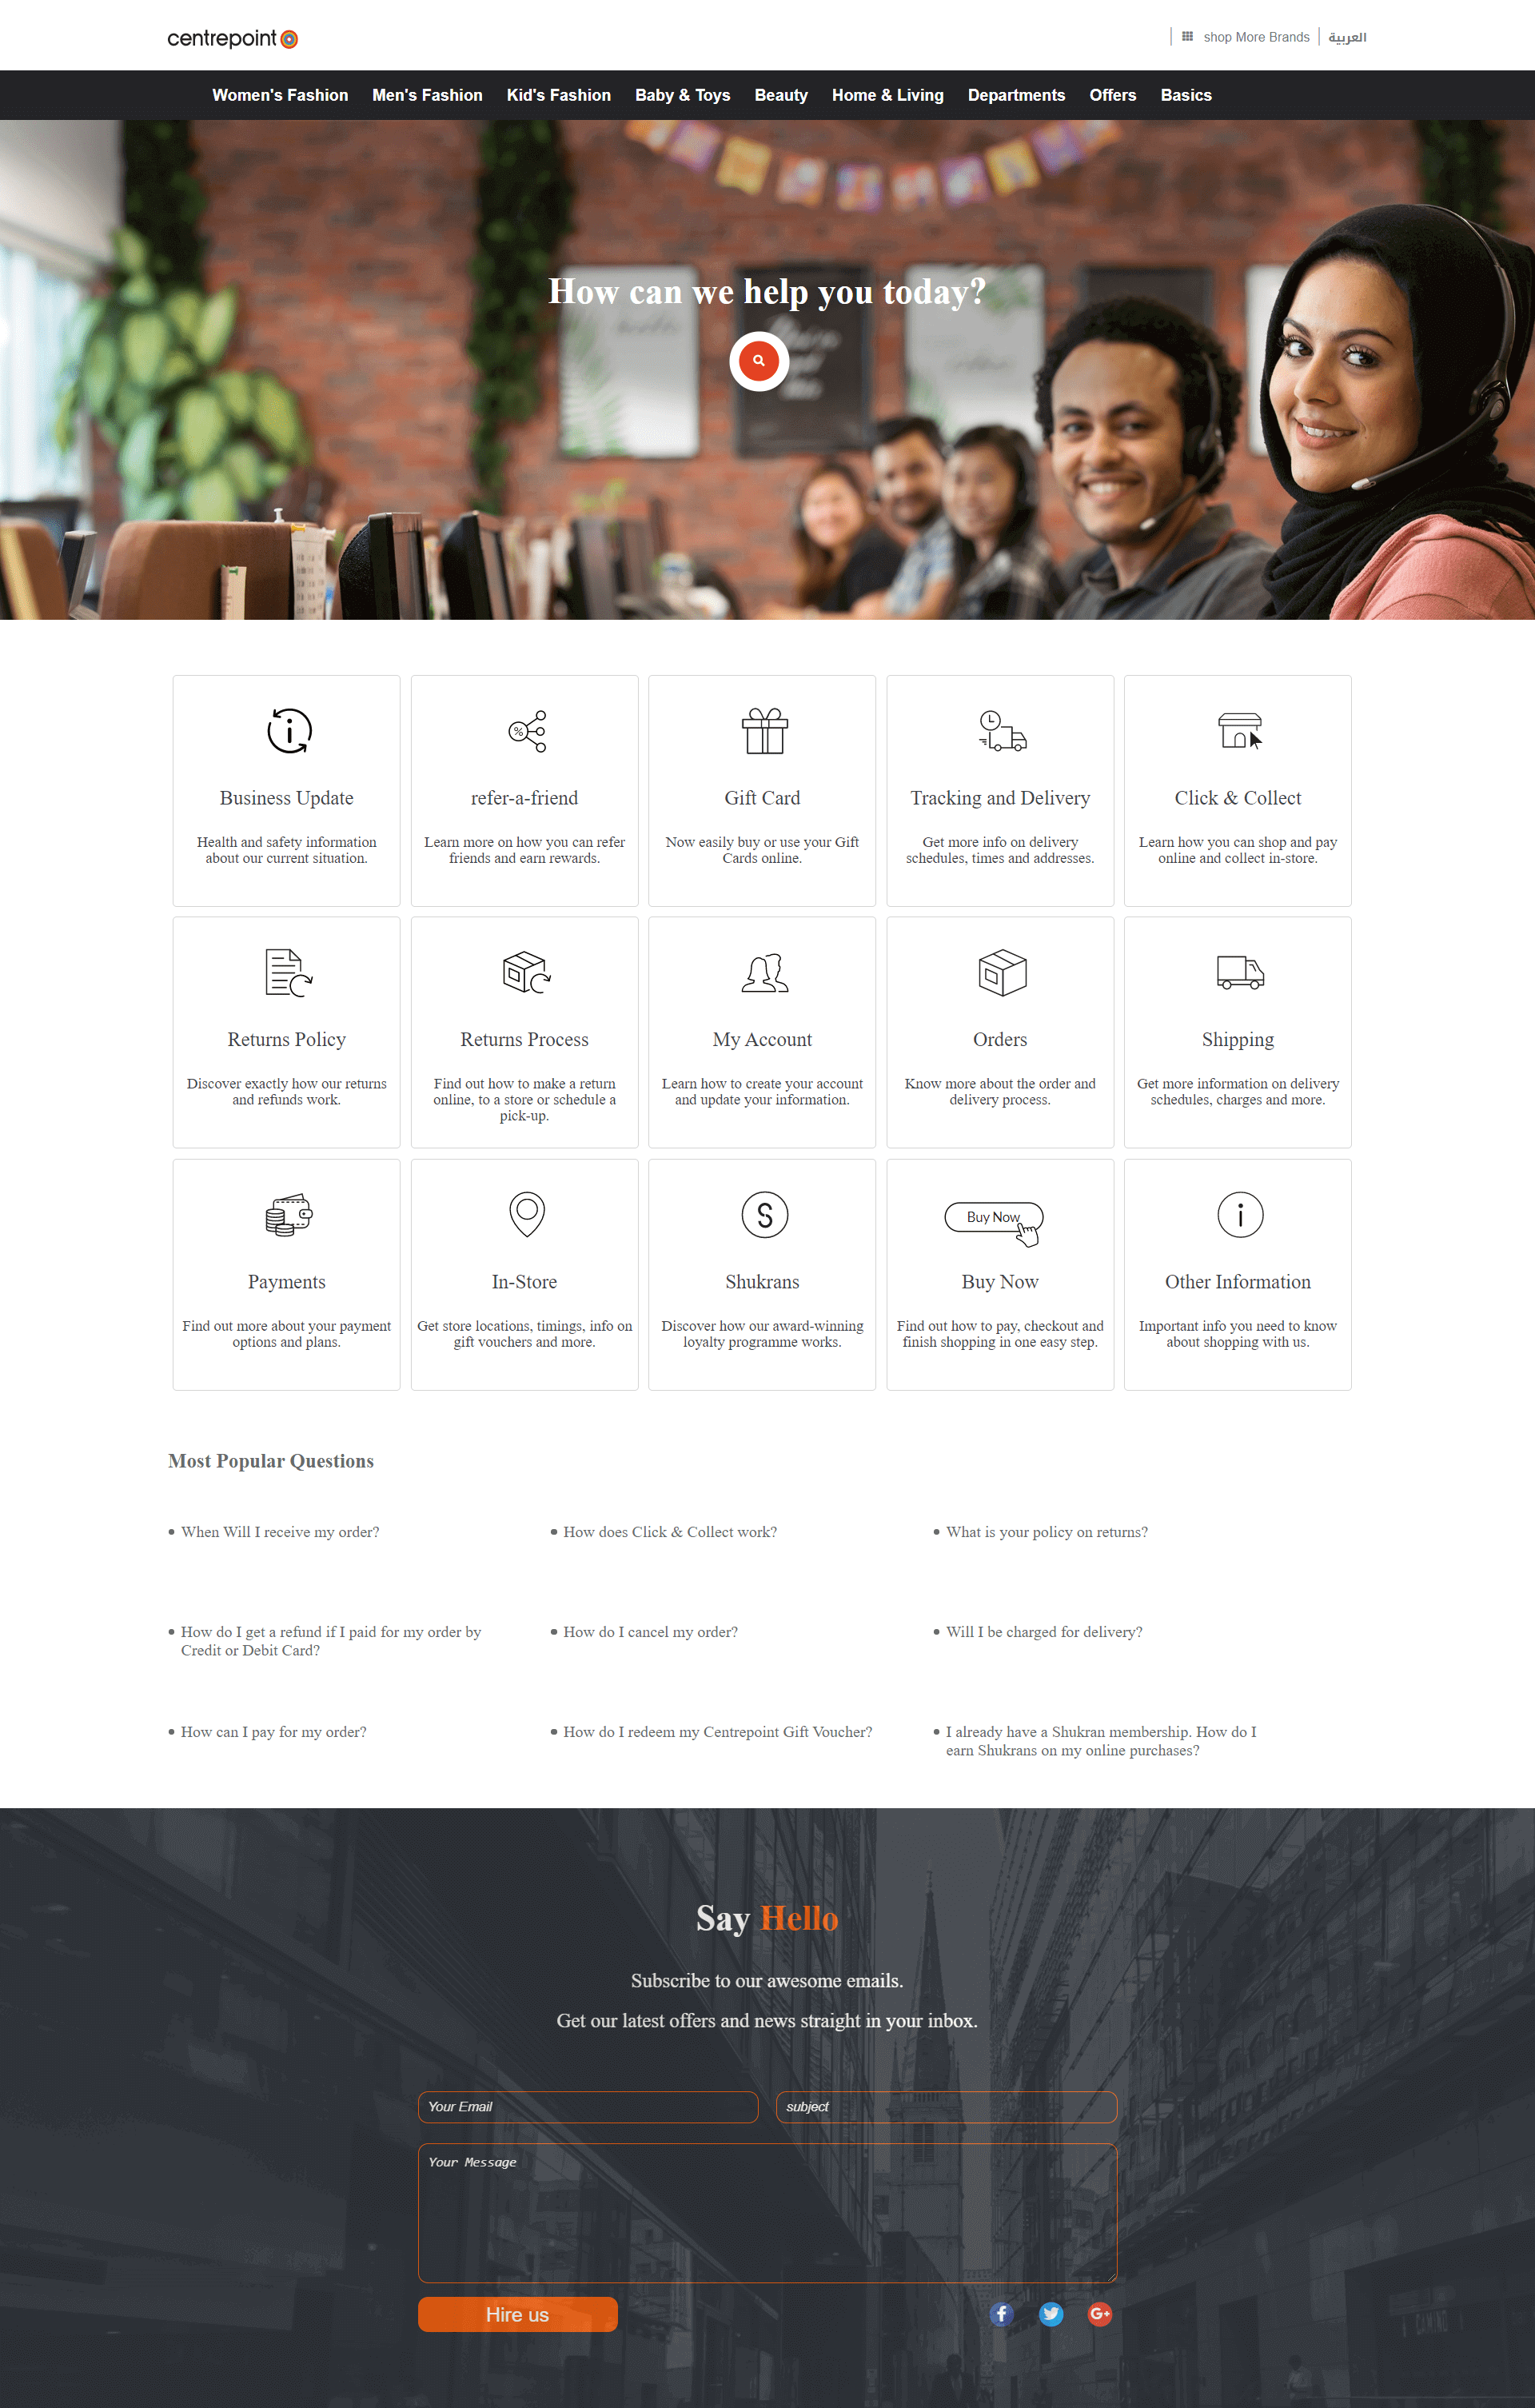 centrepoint
shop More Brands
العربية
Women's Fashion Men's Fashion Kid's Fashion Baby & Toys Beauty Home & Living Departments Offers Basics
How can we help you today?
Business Update
Health and safety information
about our current situation.
%
refer-a-friend
Learn more on how you can refer
friends and earn rewards.
Gift Card
Now easily buy or use your Gift
Cards online.
Tracking and Delivery
Get more info on delivery
schedules, times and addresses.
Click & Collect
Learn how you can shop and pay
online and collect in-store.
Returns Policy
Discover exactly how our returns
and refunds work.
Returns Process
Find out how to make a return
online, to a store or schedule a
pick-up.
My Account
Learn how to create your account
and update your information.
Orders
Know more about the order and
delivery process.
Shipping
Get more information on delivery
schedules, charges and more.
Payments
Find out more about your payment
options and plans.
In-Store
Get store locations, timings, info on
gift vouchers and more.
S
Shukrans
Discover how our award-winning
loyalty programme works.
Buy Now
Buy Now
Find out how to pay, checkout and
finish shopping in one easy step.
i
Other Information
Important info you need to know
about shopping with us.
Most Popular Questions
When Will I receive my order?
How does Click & Collect work?
What is your policy on returns?
How do I get a refund if I paid for my order by
Credit or Debit Card?
How do I cancel my order?
Will I be charged for delivery?
How can I pay for my order?
How do I redeem my Centrepoint Gift Voucher?
I already have a Shukran membership. How do I
earn Shukrans on my online purchases?
Say Hello
Subscribe to our awesome emails.
Get our latest offers and news straight in your inbox.
Your Email
subject
Your Message
Hire us
f
G+